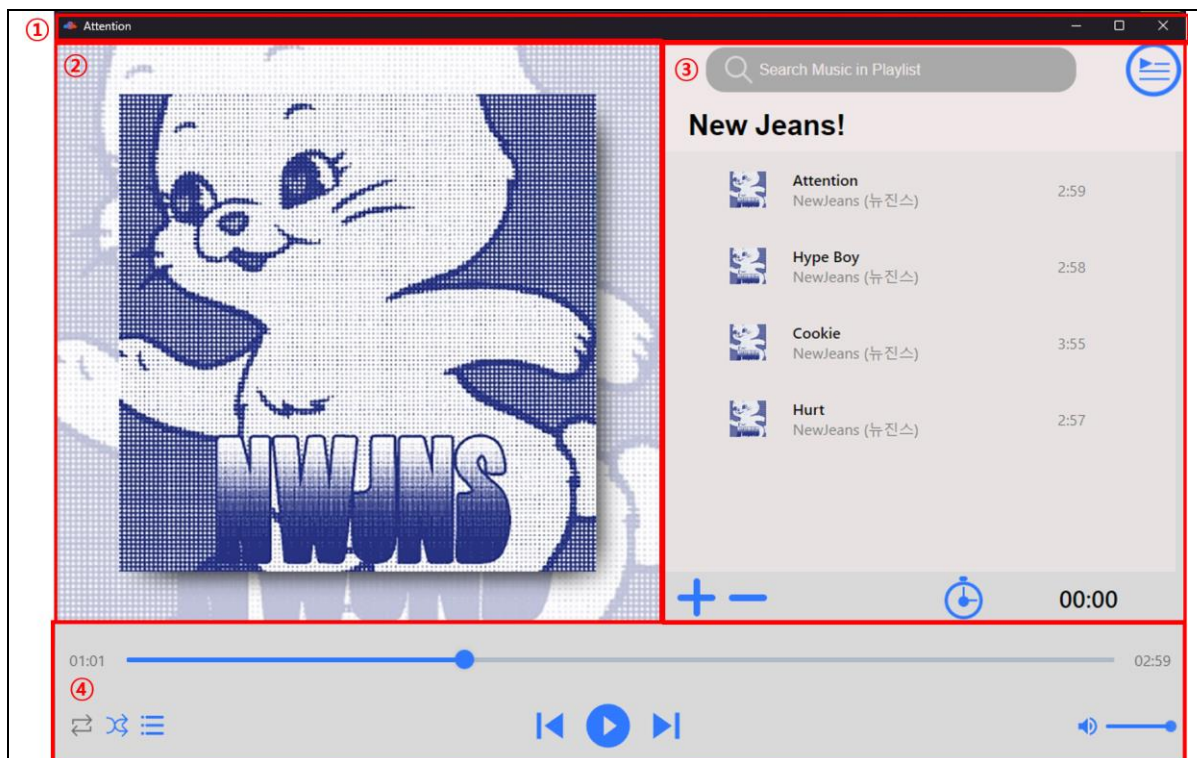 ①
Attention
②
NWJNS
③
Search Music in Playlist
New Jeans!
Attention
NewJeans (뉴진스)
2:59
Hype Boy
NewJeans (뉴진스)
2:58
Cookie
NewJeans (뉴진스)
3:55
Hurt
NewJeans (뉴진스)
2:57
00:00
01:01
02:59
④